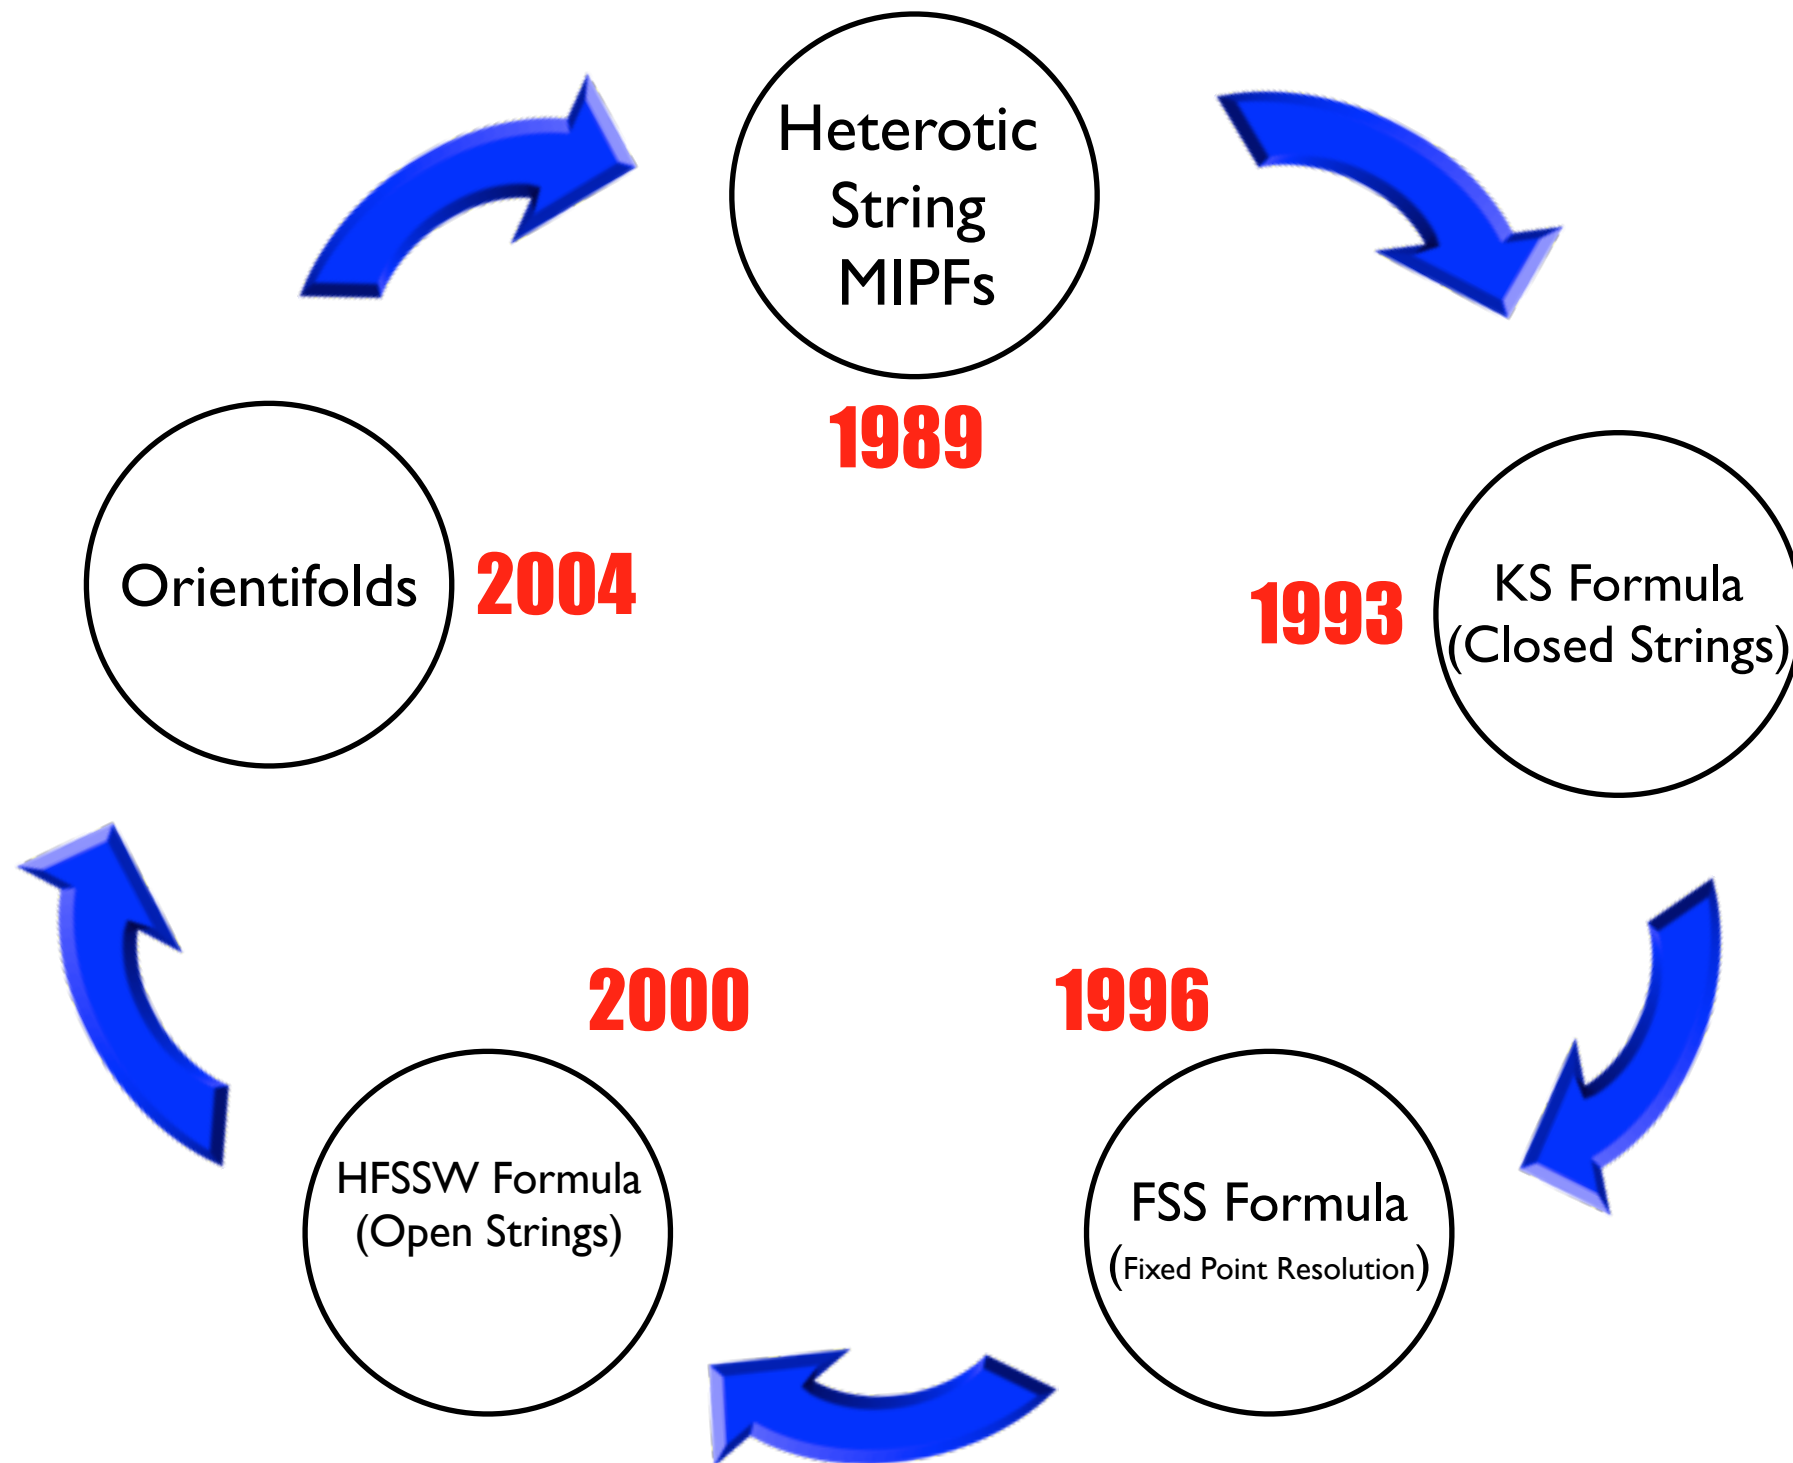 Heterotic
String
MIPFs
1989
KS Formula
(Closed Strings)
1993
FSS Formula
(Fixed Point Resolution)
1996
HFSSW Formula
(Open Strings)
2000
Orientifolds
2004